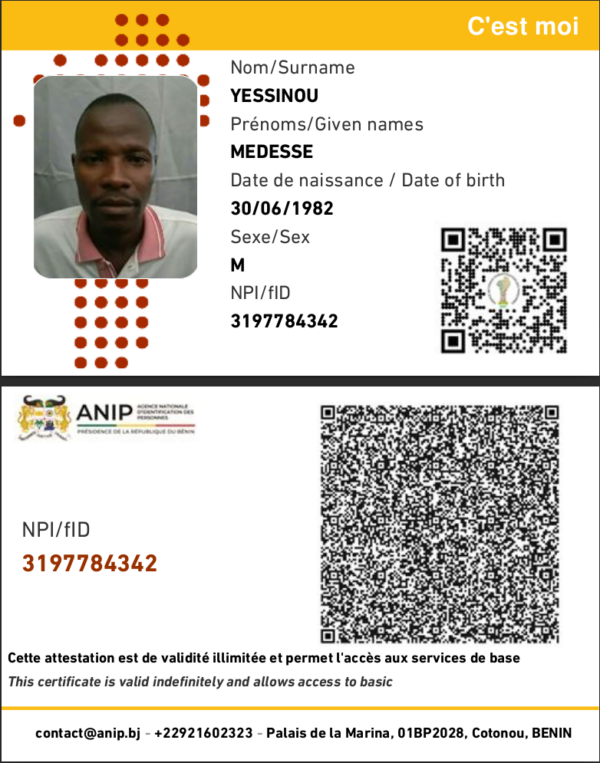 C'est moi
Nom/Surname
YESSINOU
Prénoms/Given names
MEDESSE
Date de naissance / Date of birth
30/06/1982
Sexe/Sex
M
NPI/fID
3197784342
ANIP
AGENCE NATIONALE
D'IDENTIFICATION DES
PERSONNES
PRÉSIDENCE DE LA RÉPUBLIQUE DU BÉNIN
NPI/fID
3197784342
Cette attestation est de validité illimitée et permet l'accès aux services de base
This certificate is valid indefinitely and allows access to basic
contact@anip.bj - +22921602323 - Palais de la Marina, 01BP2028, Cotonou, BENIN